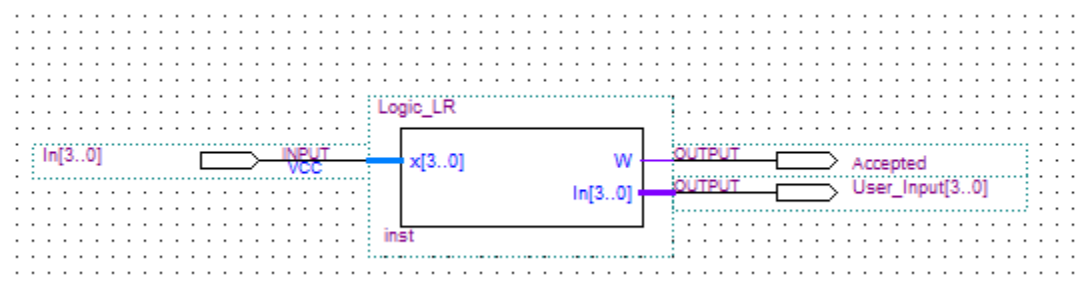 Logic_LR
In[3..0] INPUT VCC x[3..0] W OUTPUT Accepted
In[3..0] OUTPUT User_Input[3..0]
inst